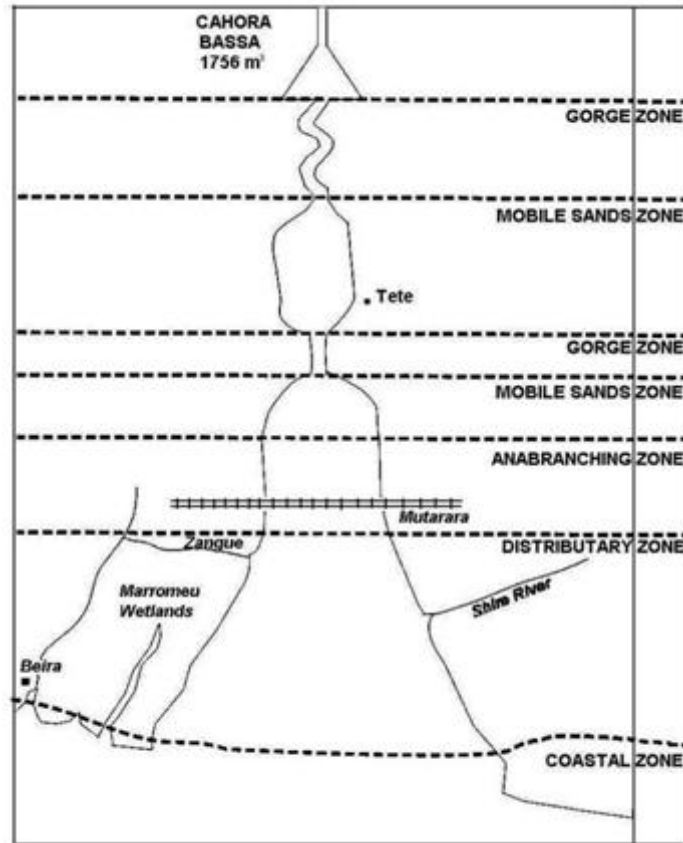 CAHORA
BASSA
1756 m³
GORGE ZONE
MOBILE SANDS ZONE
Tete
GORGE ZONE
MOBILE SANDS ZONE
ANABRANCHING ZONE
Mutarara
DISTRIBUTARY ZONE
Zangue
Marromeu
Wetlands
Shire River
Beira
COASTAL ZONE